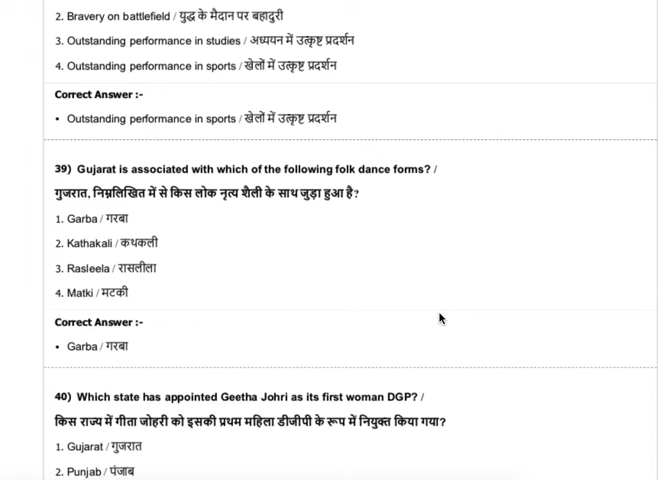 2. Bravery on battlefield / युद्ध के मैदान पर बहादुरी
3. Outstanding performance in studies / अध्ययन में उत्कृष्ट प्रदर्शन
4. Outstanding performance in sports / खेलों में उत्कृष्ट प्रदर्शन
Correct Answer :-
• Outstanding performance in sports / खेलों में उत्कृष्ट प्रदर्शन
39) Gujarat is associated with which of the following folk dance forms? /
गुजरात, निम्नलिखित में से किस लोक नृत्य शैली के साथ जुड़ा हुआ है?
1. Garba / गरबा
2. Kathakali / कथकली
3. Rasleela / रासलीला
4. Matki / मटकी
Correct Answer :-
• Garba / गरबा
40) Which state has appointed Geetha Johri as its first woman DGP? /
किस राज्य में गीता जोहरी को इसकी प्रथम महिला डीजीपी के रूप में नियुक्त किया गया?
1. Gujarat / गुजरात
2. Punjab / पंजाब